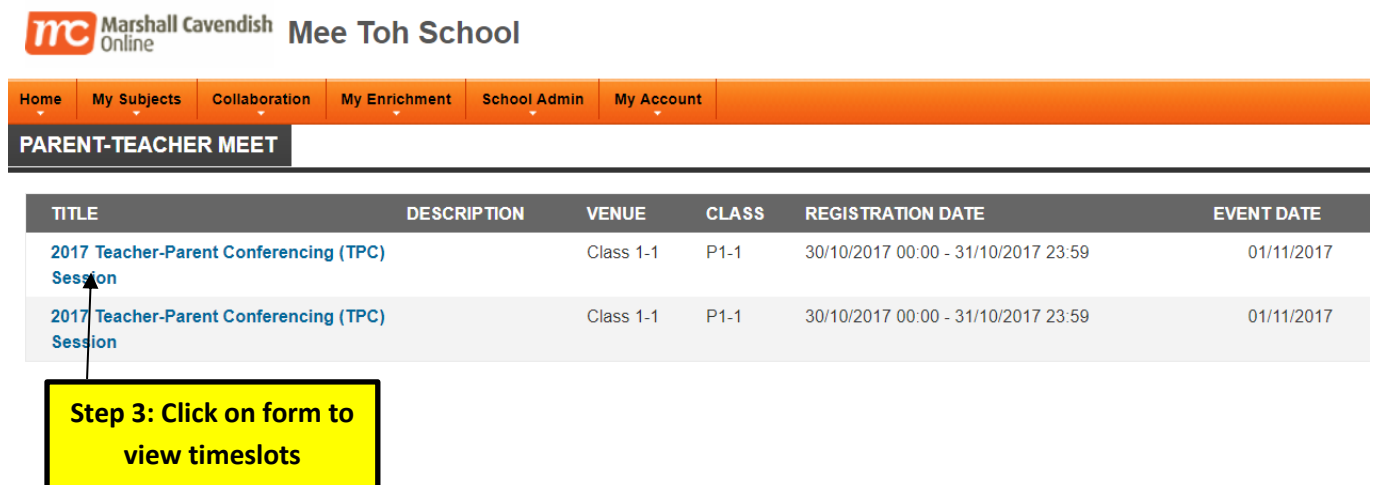 mc Marshall Cavendish Online Mee Toh School
Home My Subjects Collaboration My Enrichment School Admin My Account
PARENT-TEACHER MEET
TITLE DESCRIPTION VENUE CLASS REGISTRATION DATE EVENT DATE
2017 Teacher-Parent Conferencing (TPC) Class 1-1 P1-1 30/10/2017 00:00 - 31/10/2017 23:59 01/11/2017
Session
2017 Teacher-Parent Conferencing (TPC) Class 1-1 P1-1 30/10/2017 00:00 - 31/10/2017 23:59 01/11/2017
Session
Step 3: Click on form to
view timeslots